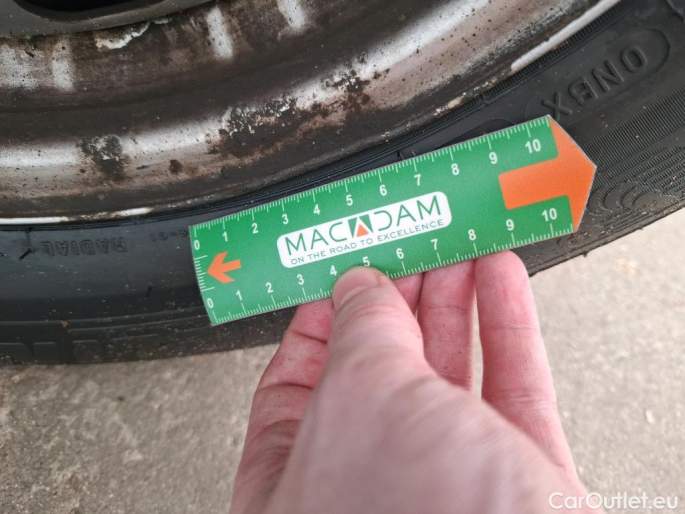 ONBX
RADIAL
0 1 2 3 4 5 6 7 8 9 10
MACADAM
ON THE ROAD TO EXCELLENCE
0 1 2 3 4 5 6 7 8 9 10
CarOutlet.eu